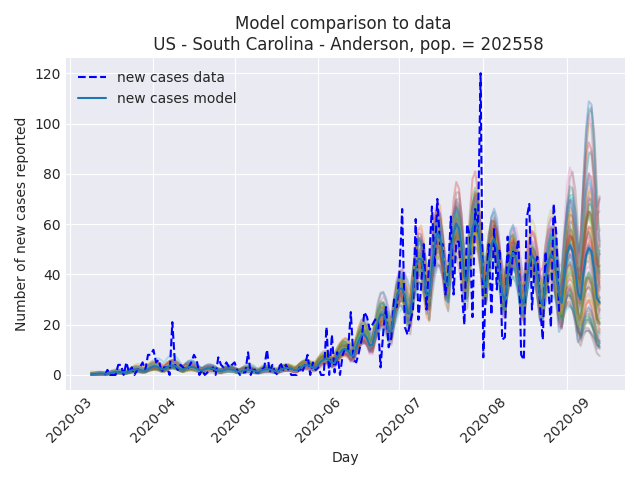 Model comparison to data
US - South Carolina - Anderson, pop. = 202558
new cases data
new cases model
Number of new cases reported
120
100
80
60
40
20
0
2020-03
2020-04
2020-05
2020-06
2020-07
2020-08
2020-09
Day